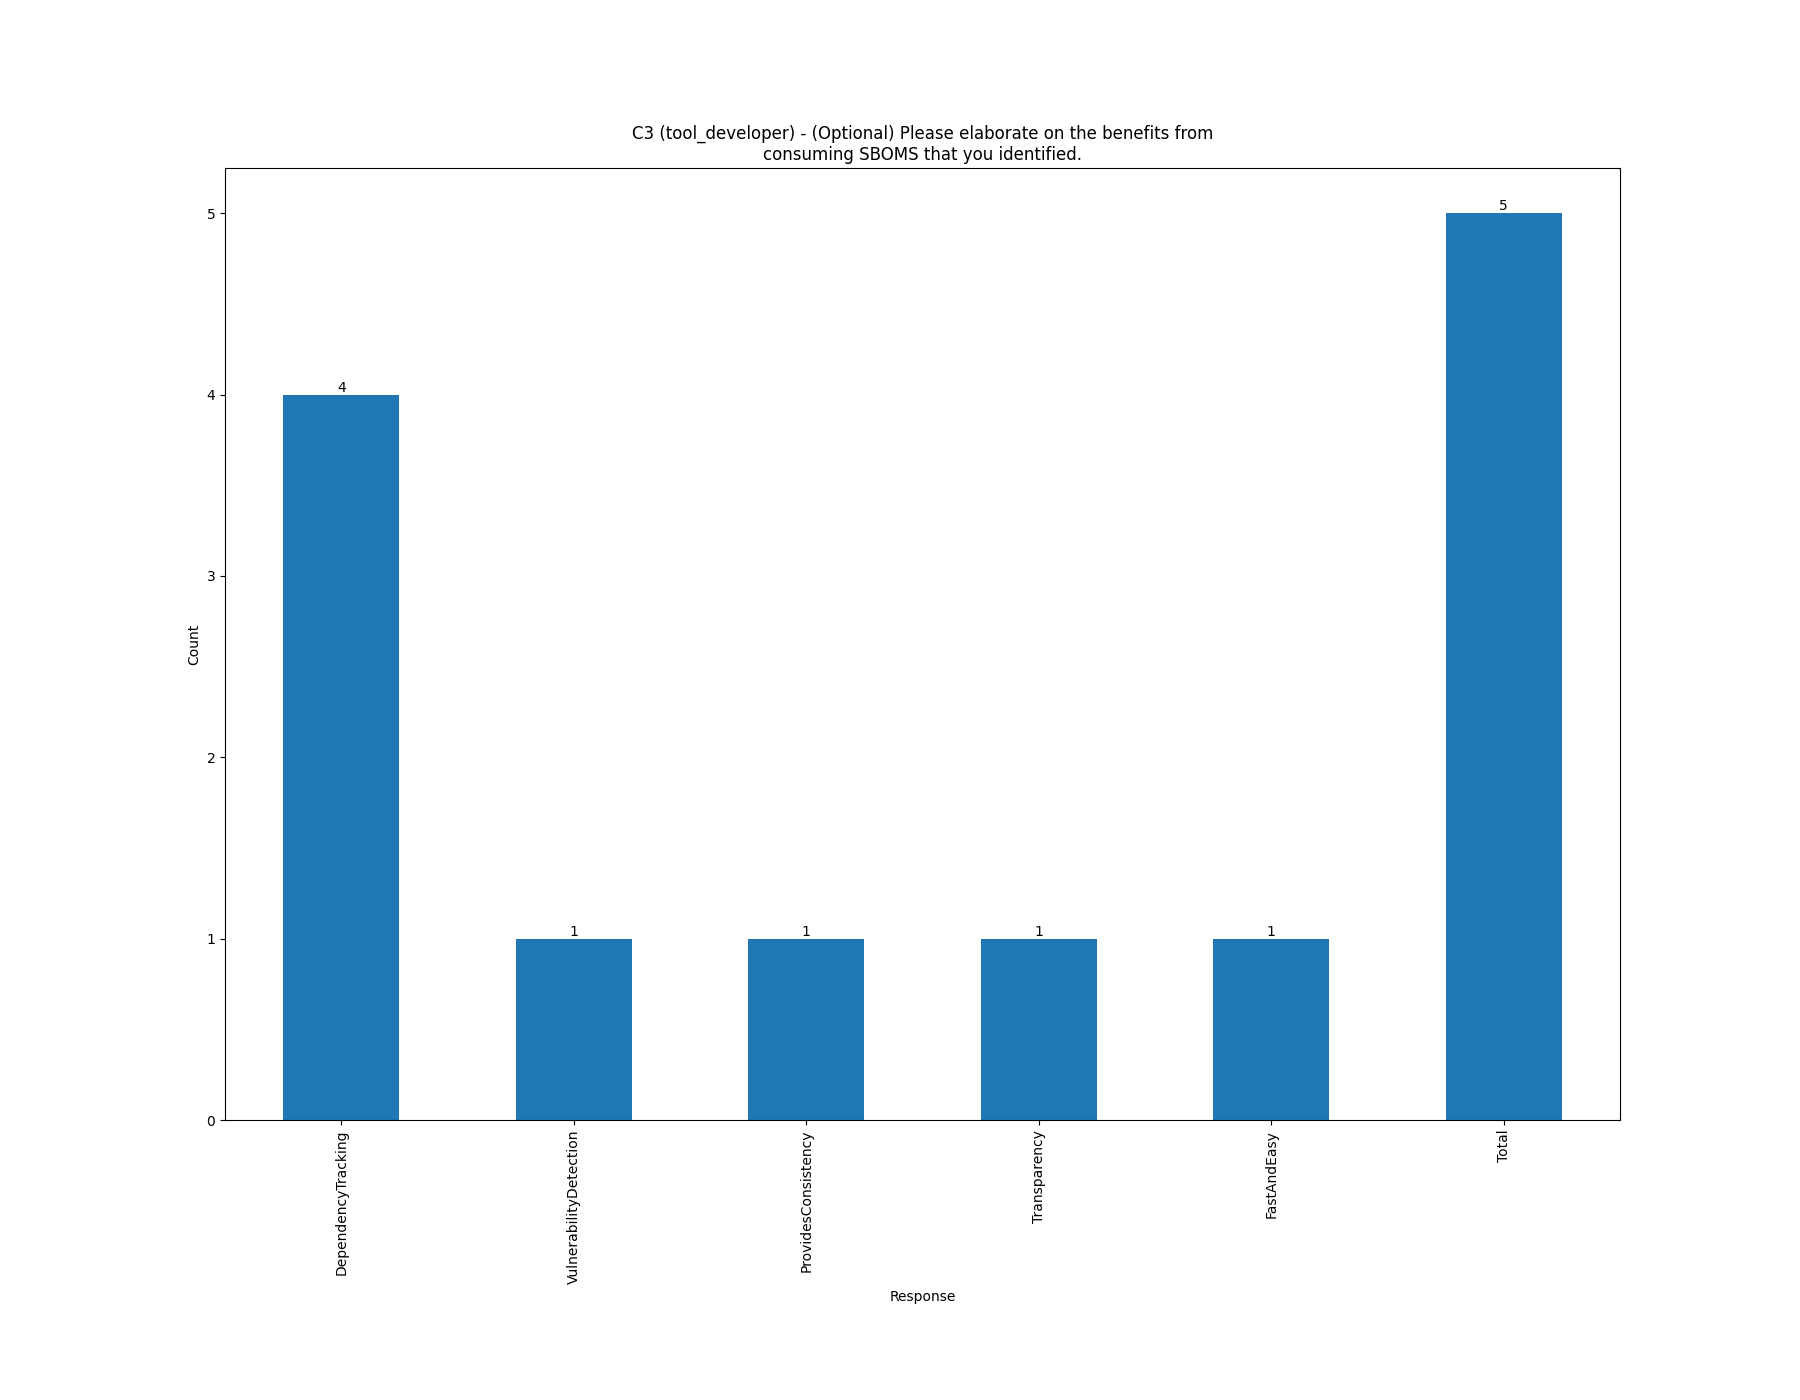 C3 (tool_developer) - (Optional) Please elaborate on the benefits from
consuming SBOMS that you identified.
5
4
3
2
1
0
Count
4
1
1
1
1
5
DependencyTracking
VulnerabilityDetection
ProvidesConsistency
Transparency
FastAndEasy
Total
Response